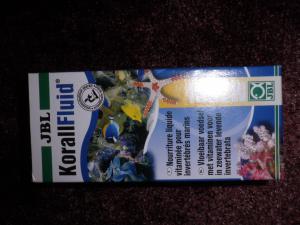 JBL
KorallFluid®
JBL
Nourriture liquide
vitaminée pour
invertébrés marins
Vloeibaar voedsel
met vitaminen voor
in zeewater levende
invertebrata